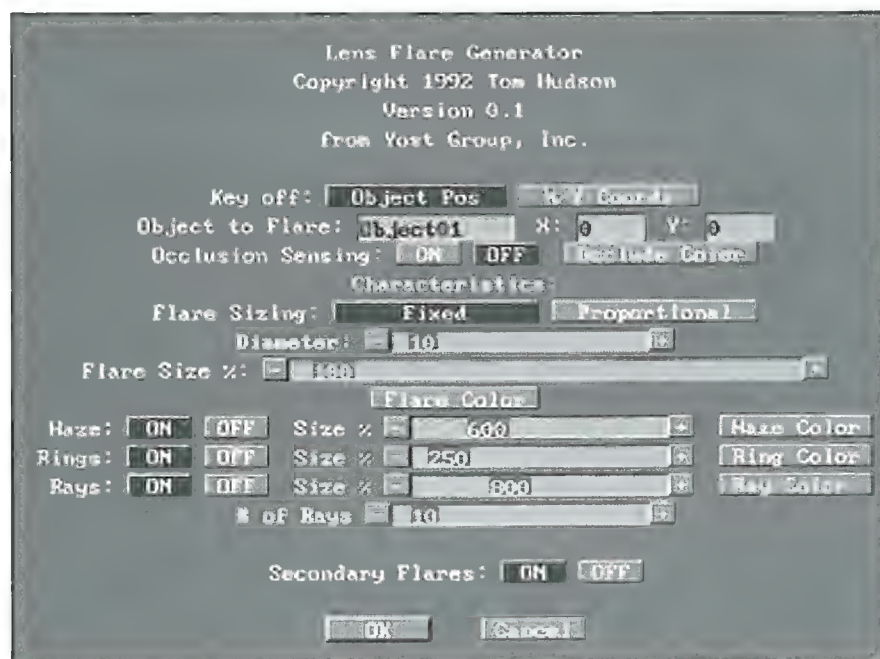 Lens Flare Generator
Copyright 1992 Tom Hudson
Version 0.1
from Yost Group, Inc.
Key off: Object Pos X/Y Coords
Object to Flare: Object01 X: 0 Y: 0
Occlusion Sensing: ON OFF Occlude Color
Characteristics
Flare Sizing: Fixed Proportional
Diameter: - 10 +
Flare Size %: - +
Flare Color
Haze: ON OFF Size % - 600 + Haze Color
Rings: ON OFF Size % - 250 + Ring Color
Rays: ON OFF Size % - 800 + Ray Color
# of Rays - +
Secondary Flares: ON OFF
OK Cancel